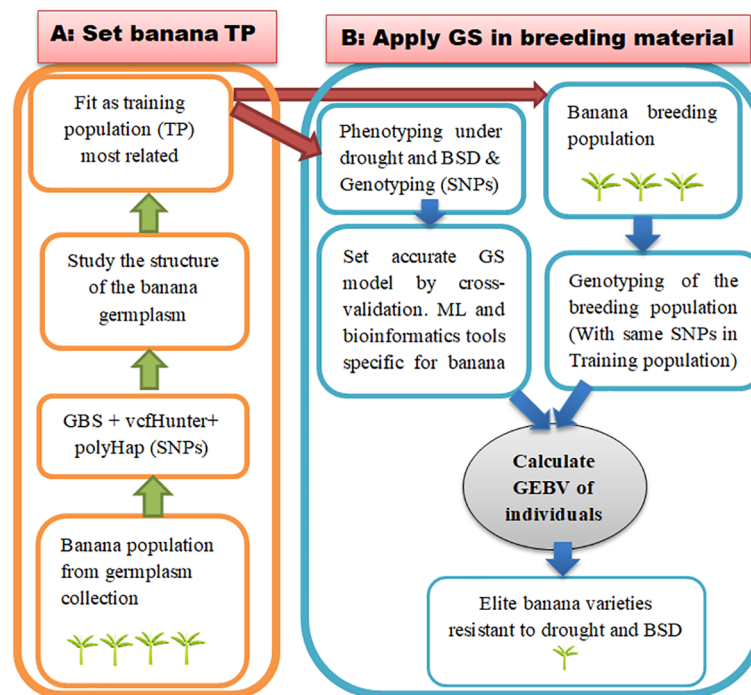 A: Set banana TP
Fit as training
population (TP)
most related
Study the structure
of the banana
germplasm
GBS + vcfHunter+
polyHap (SNPs)
Banana population
from germplasm
collection
B: Apply GS in breeding material
Phenotyping under
drought and BSD &
Genotyping (SNPs)
Set accurate GS
model by cross-
validation. ML and
bioinformatics tools
specific for banana
Banana breeding
population
Genotyping of the
breeding population
(With same SNPs in
Training population)
Calculate
GEBV of
individuals
Elite banana varieties
resistant to drought and BSD